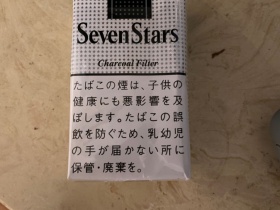 Seven Stars
Charcoal Filter
たばこの煙は、子供の
健康にも悪影響を及
ぼします。たばこの誤
飲を防ぐため、乳幼児
の手が届かない所に
保管・廃棄を。